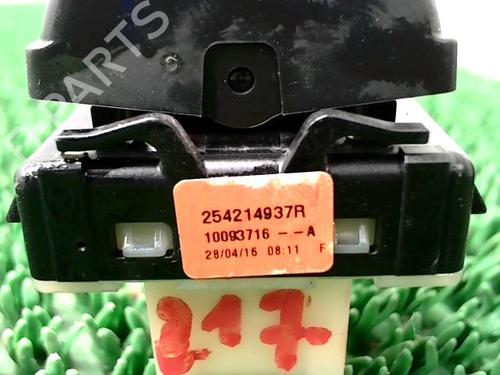 B-PARTS
254214937R
10093716 --A
28/04/16 08:11 F
217.